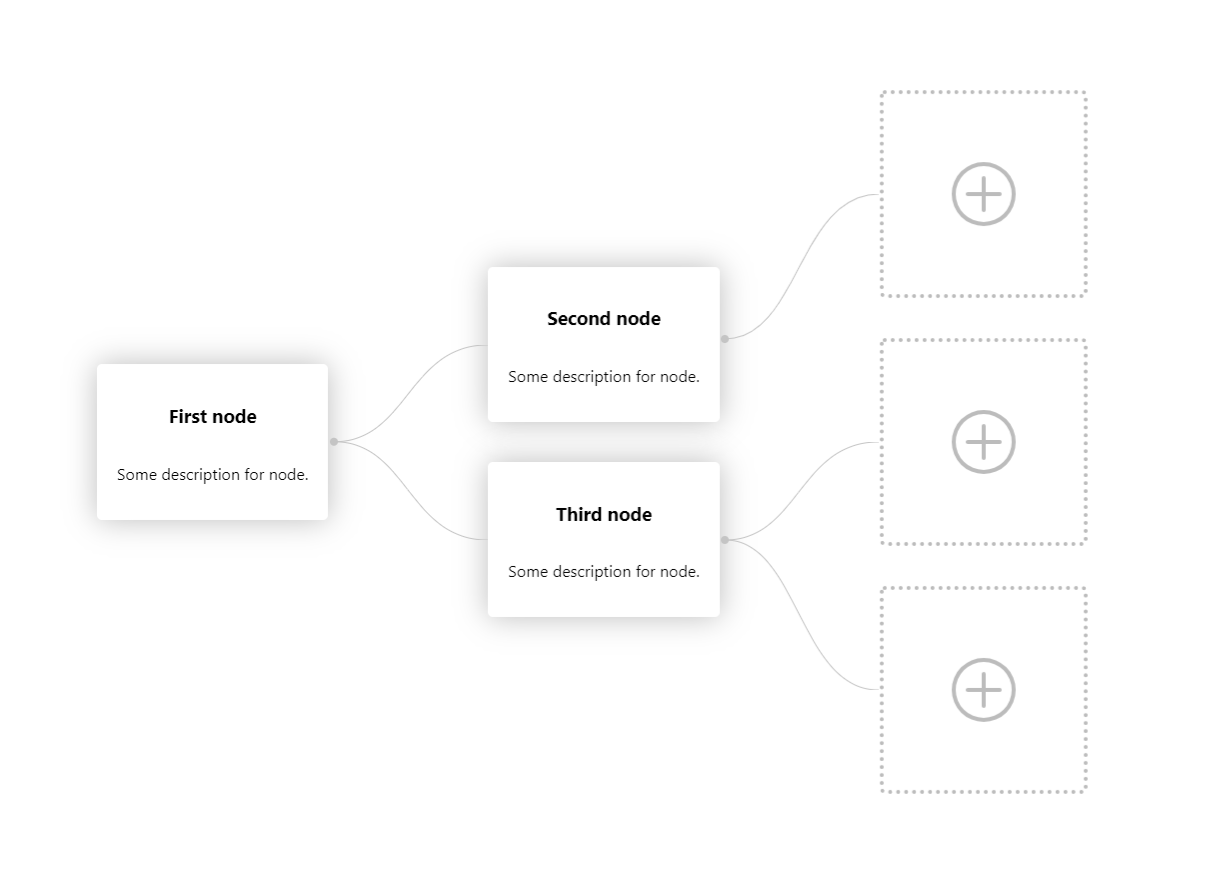 First node
Some description for node.
Second node
Some description for node.
Third node
Some description for node.